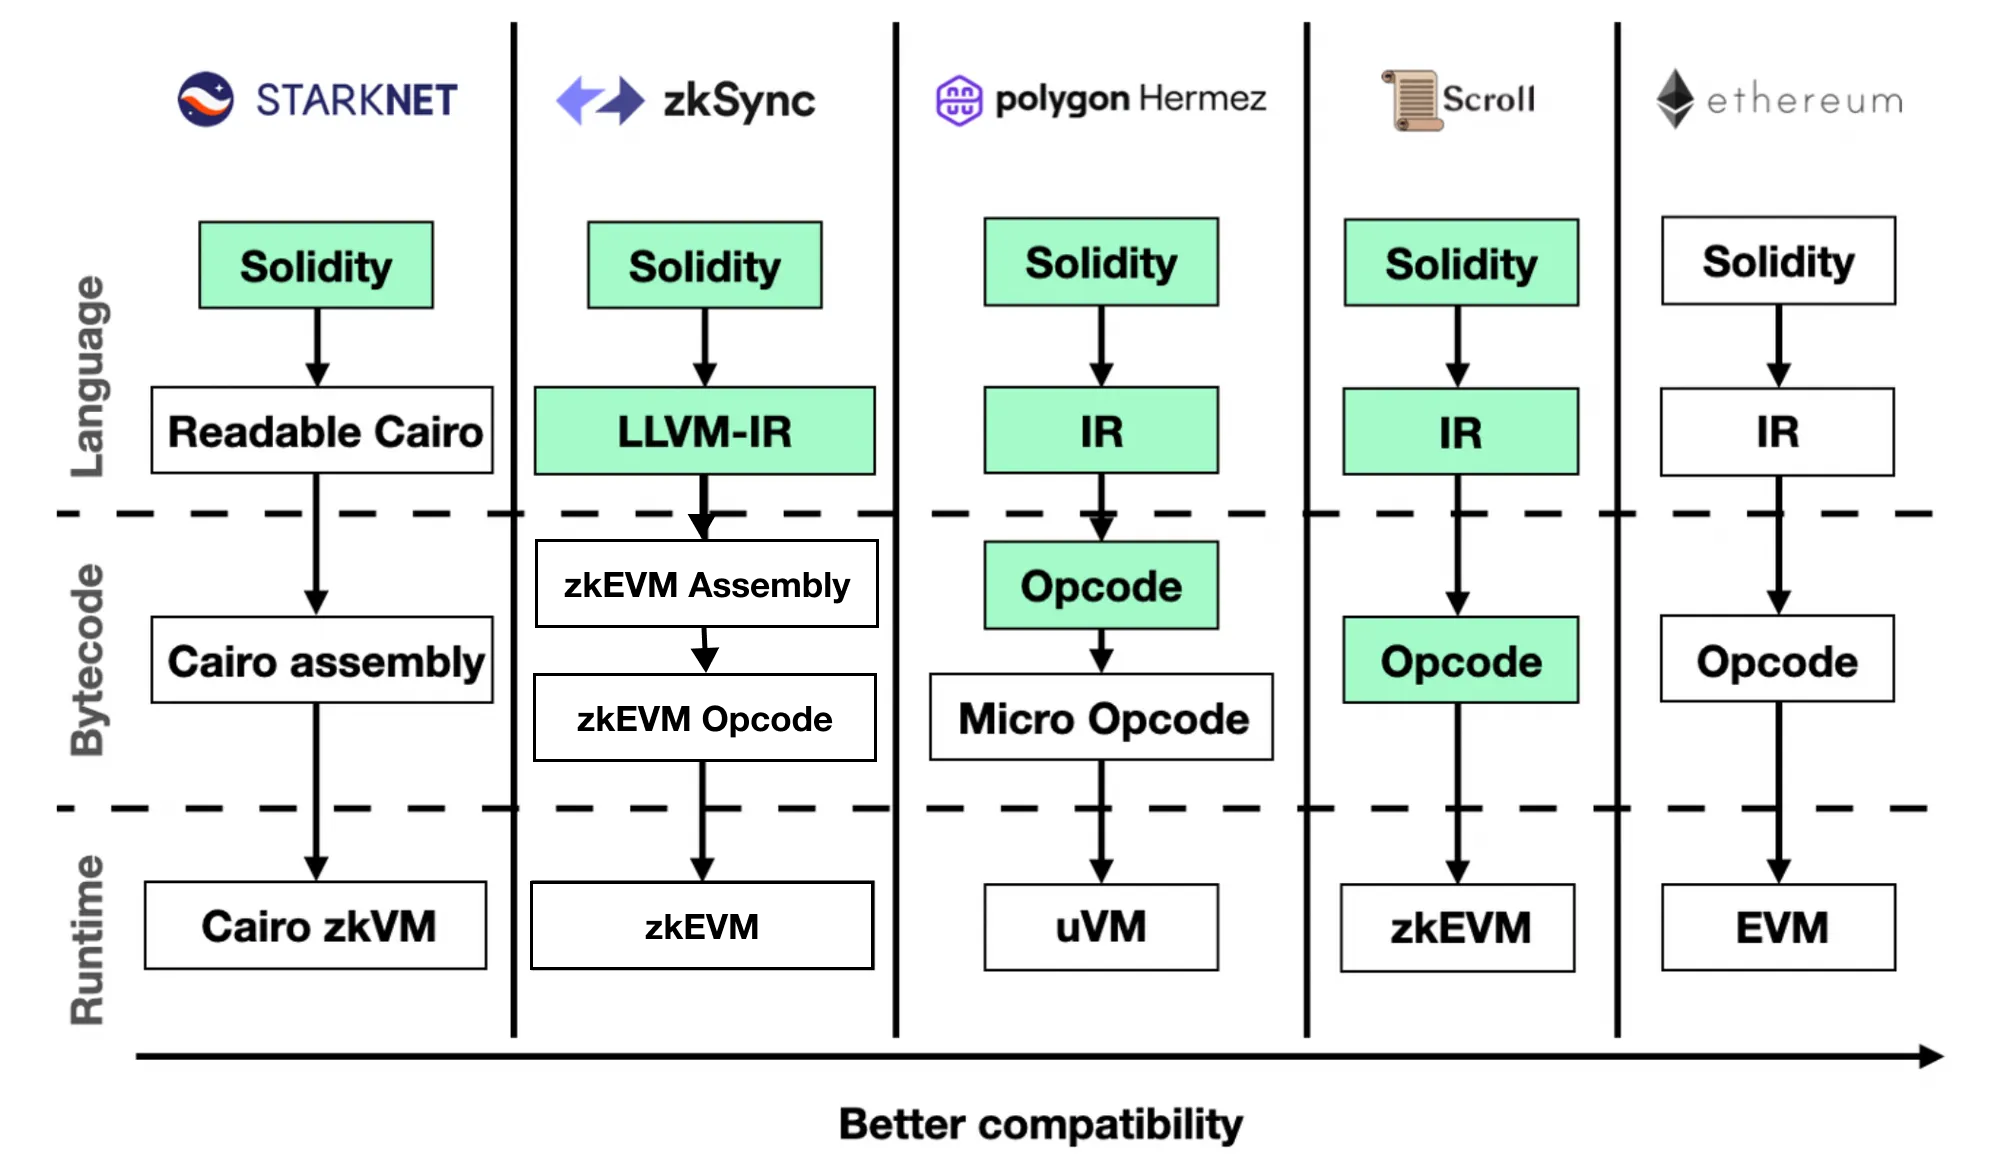 STARKNET
zkSync
polygon Hermez
Scroll
ethereum
Language
Solidity
Solidity
Solidity
Solidity
Solidity
Readable Cairo
LLVM-IR
IR
IR
IR
Bytecode
zkEVM Assembly
Opcode
Cairo assembly
Opcode
Opcode
zkEVM Opcode
Micro Opcode
Runtime
Cairo zkVM
zkEVM
uVM
zkEVM
EVM
Better compatibility